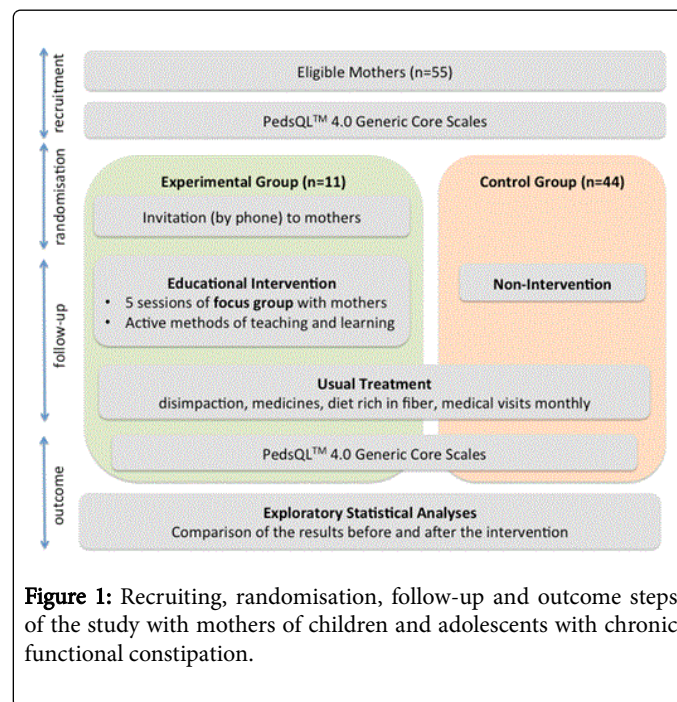 recruitment
Eligible Mothers (n=55)
PedsQL™ 4.0 Generic Core Scales
randomisation
Experimental Group (n=11)
Control Group (n=44)
Invitation (by phone) to mothers
follow-up
Educational Intervention
• 5 sessions of focus group with mothers
• Active methods of teaching and learning
Non-Intervention
Usual Treatment
disimpaction, medicines, diet rich in fiber, medical visits monthly
outcome
PedsQL™ 4.0 Generic Core Scales
Exploratory Statistical Analyses
Comparison of the results before and after the intervention
Figure 1: Recruiting, randomisation, follow-up and outcome steps
of the study with mothers of children and adolescents with chronic
functional constipation.